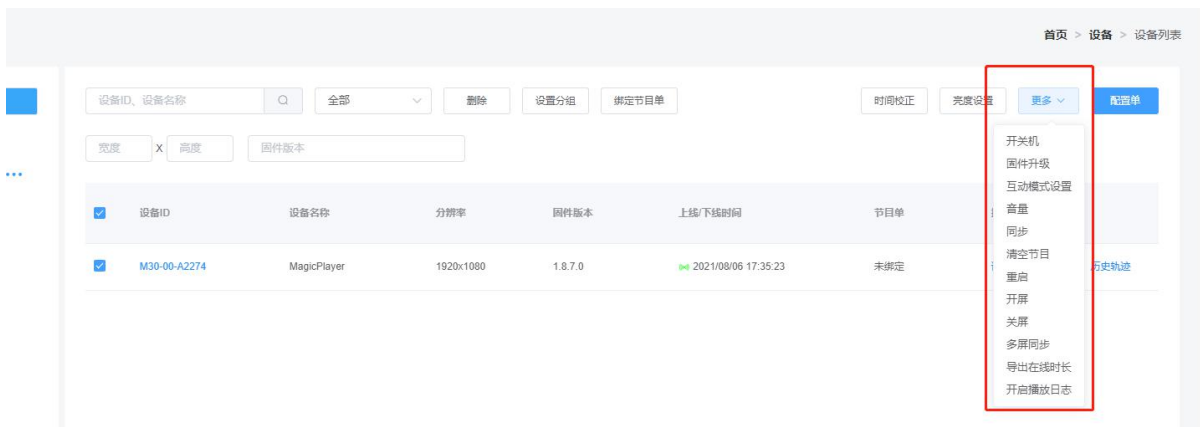 首页 > 设备 > 设备列表
设备ID、设备名称 全部 删除 设置分组 绑定节目单 时间校正 亮度设置 更多 配置单
宽度 X 高度 固件版本
开关机
固件升级
互动模式设置
设备ID 设备名称 分辨率 固件版本 上线/下线时间 节目单 音量
同步
清空节目
M30-00-A2274 MagicPlayer 1920x1080 1.8.7.0 2021/08/06 17:35:23 未绑定 历史轨迹
重启
开屏
关屏
多屏同步
导出在线时长
开启播放日志